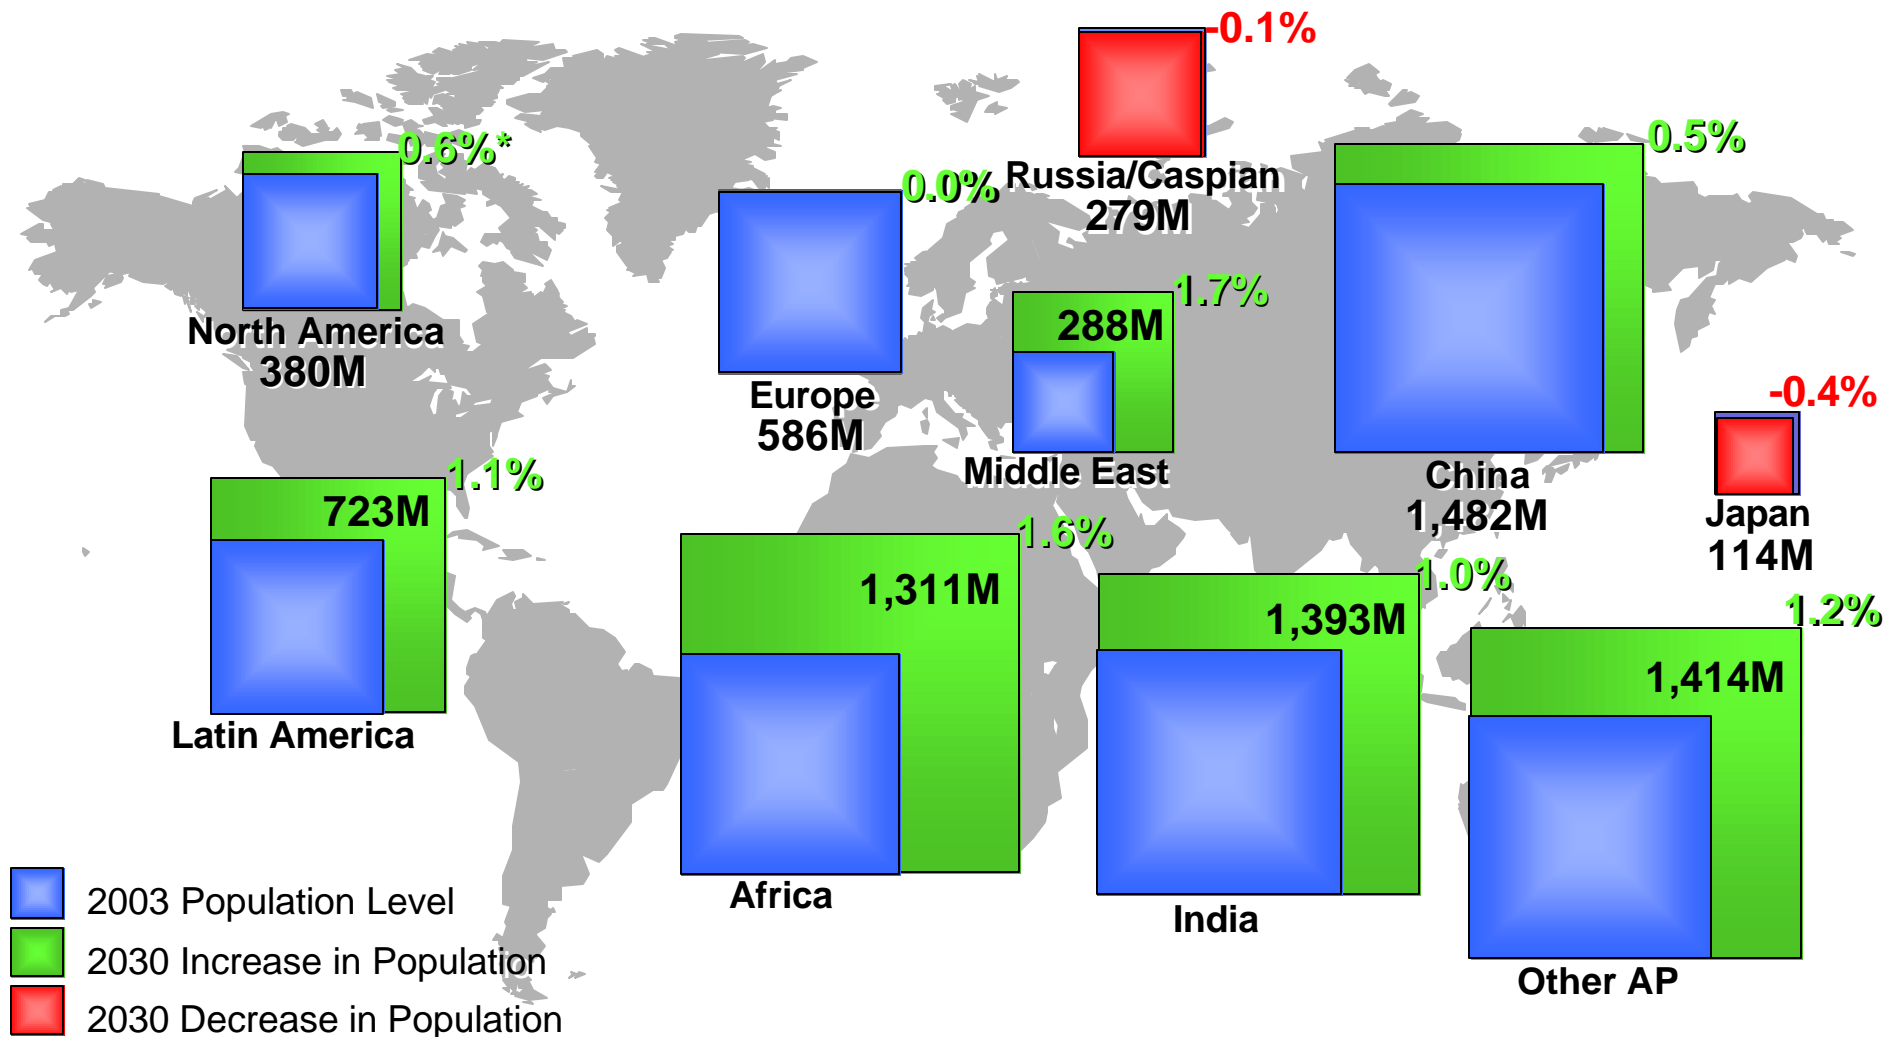 -0.1%
0.6%*
0.5%
0.0%
Russia/Caspian
279M
1.7%
288M
North America
380M
Europe
586M
-0.4%
Middle East
China
1,482M
Japan
114M
1.1%
723M
1.6%
1,311M
1.0%
1,393M
1.2%
1,414M
Latin America
Africa
India
Other AP
2003 Population Level
2030 Increase in Population
2030 Decrease in Population